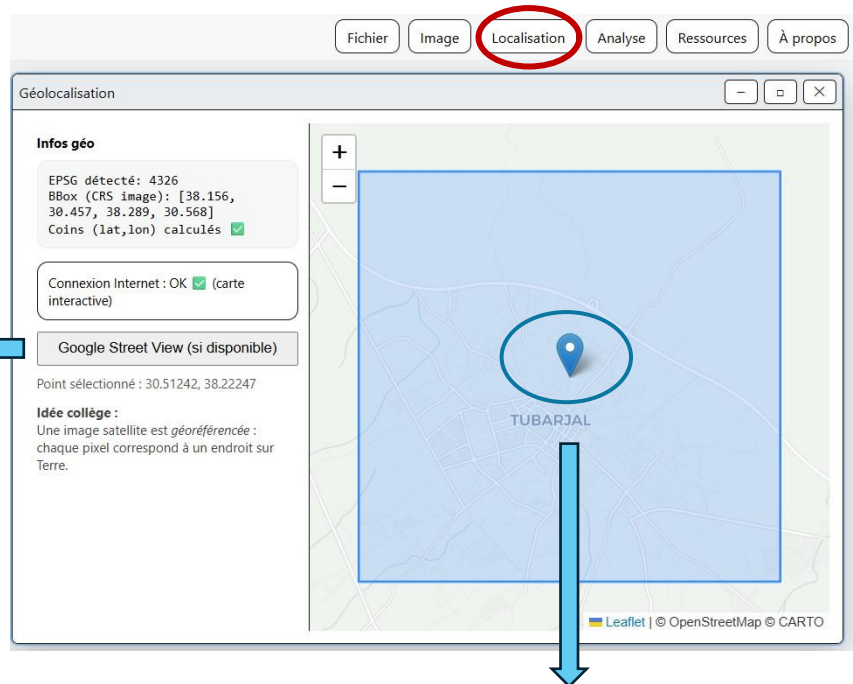 Fichier Image Localisation Analyse Ressources À propos
Géolocalisation
Infos géo
EPSG détecté: 4326
BBox (CRS image): [38.156,
30.457, 38.289, 30.568]
Coins (lat,lon) calculés ✅
Connexion Internet : OK ✅ (carte
interactive)
Google Street View (si disponible)
Point sélectionné : 30.51242, 38.22247
Idée collège :
Une image satellite est géoréférencée :
chaque pixel correspond à un endroit sur
Terre.
+
−
TUBARJAL
Leaflet | © OpenStreetMap © CARTO